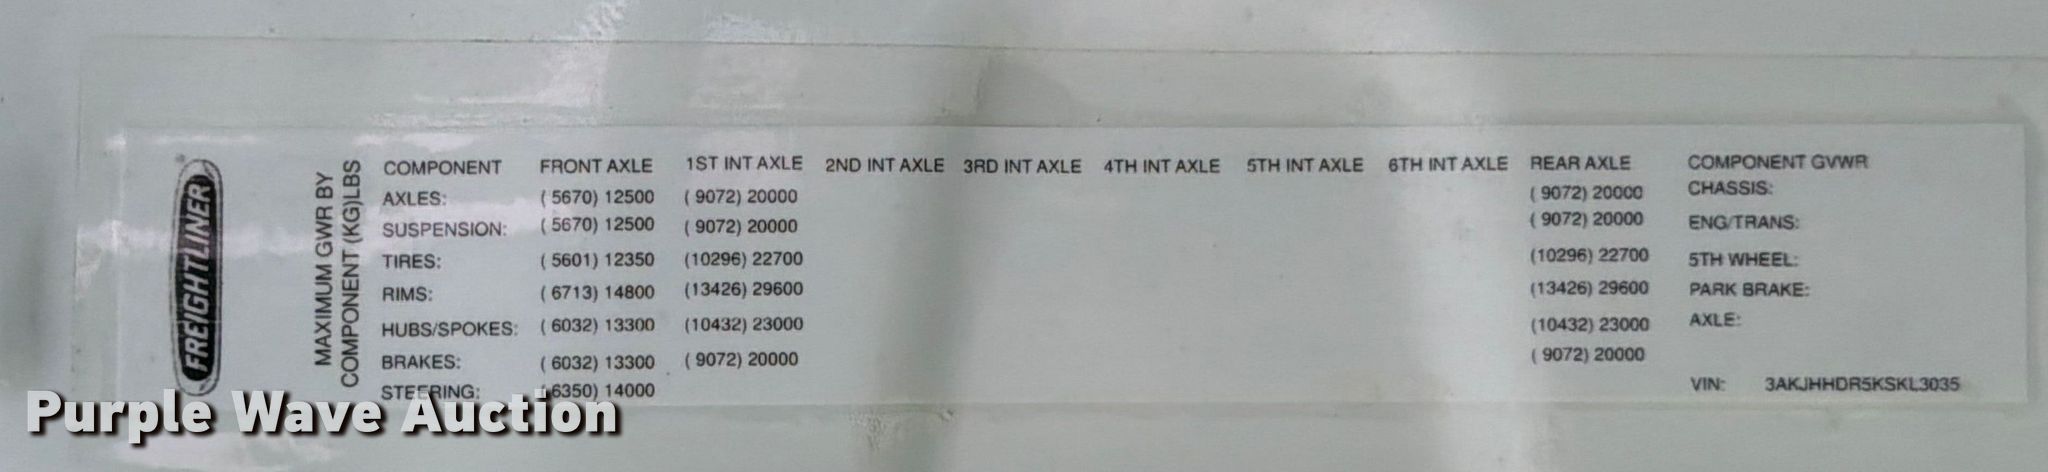 FREIGHTLINER
MAXIMUM GWR BY
COMPONENT (KG)LBS
COMPONENT FRONT AXLE 1ST INT AXLE 2ND INT AXLE 3RD INT AXLE 4TH INT AXLE 5TH INT AXLE 6TH INT AXLE REAR AXLE COMPONENT GVWR
AXLES: ( 5670) 12500 ( 9072) 20000 ( 9072) 20000 CHASSIS:
SUSPENSION: ( 5670) 12500 ( 9072) 20000 ( 9072) 20000 ENG/TRANS:
TIRES: ( 5601) 12350 (10296) 22700 (10296) 22700 5TH WHEEL:
RIMS: ( 6713) 14800 (13426) 29600 (13426) 29600 PARK BRAKE:
HUBS/SPOKES: ( 6032) 13300 (10432) 23000 (10432) 23000 AXLE:
BRAKES: ( 6032) 13300 ( 9072) 20000 ( 9072) 20000
STEERING: ( 6350) 14000 VIN: 3AKJHHDR5KSKL3035
Purple Wave Auction